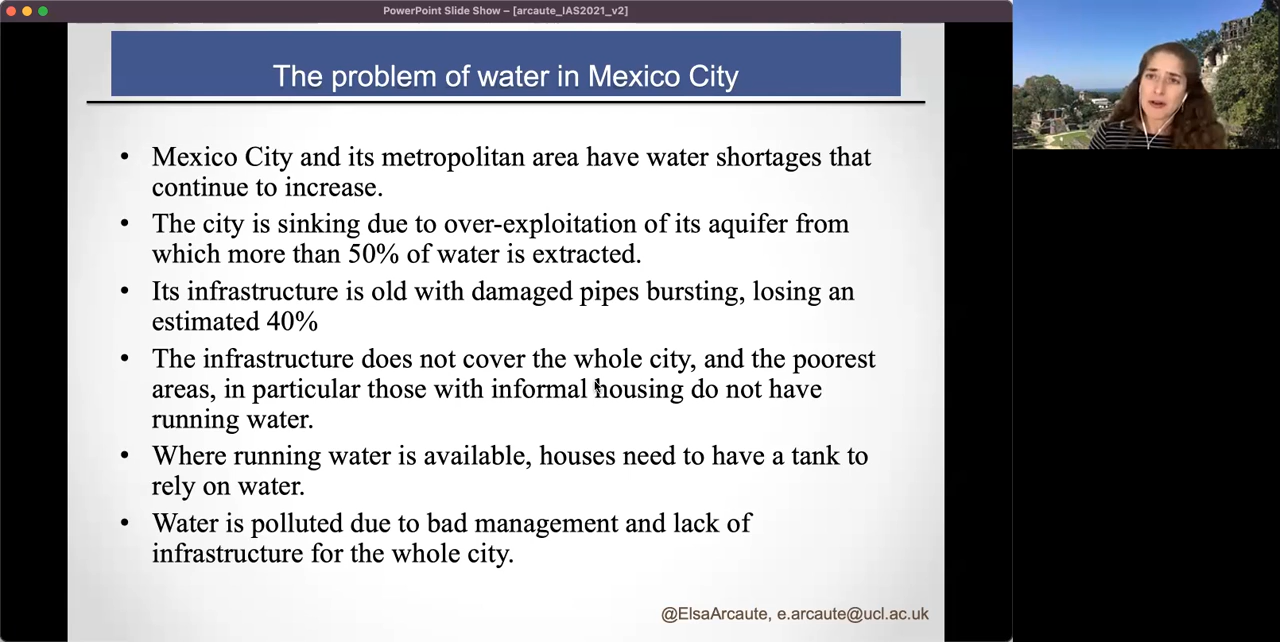 PowerPoint Slide Show – [arcaute_IAS2021_v2]
The problem of water in Mexico City
• Mexico City and its metropolitan area have water shortages that
continue to increase.
• The city is sinking due to over-exploitation of its aquifer from
which more than 50% of water is extracted.
• Its infrastructure is old with damaged pipes bursting, losing an
estimated 40%
• The infrastructure does not cover the whole city, and the poorest
areas, in particular those with informal housing do not have
running water.
• Where running water is available, houses need to have a tank to
rely on water.
• Water is polluted due to bad management and lack of
infrastructure for the whole city.
@ElsaArcaute, e.arcaute@ucl.ac.uk